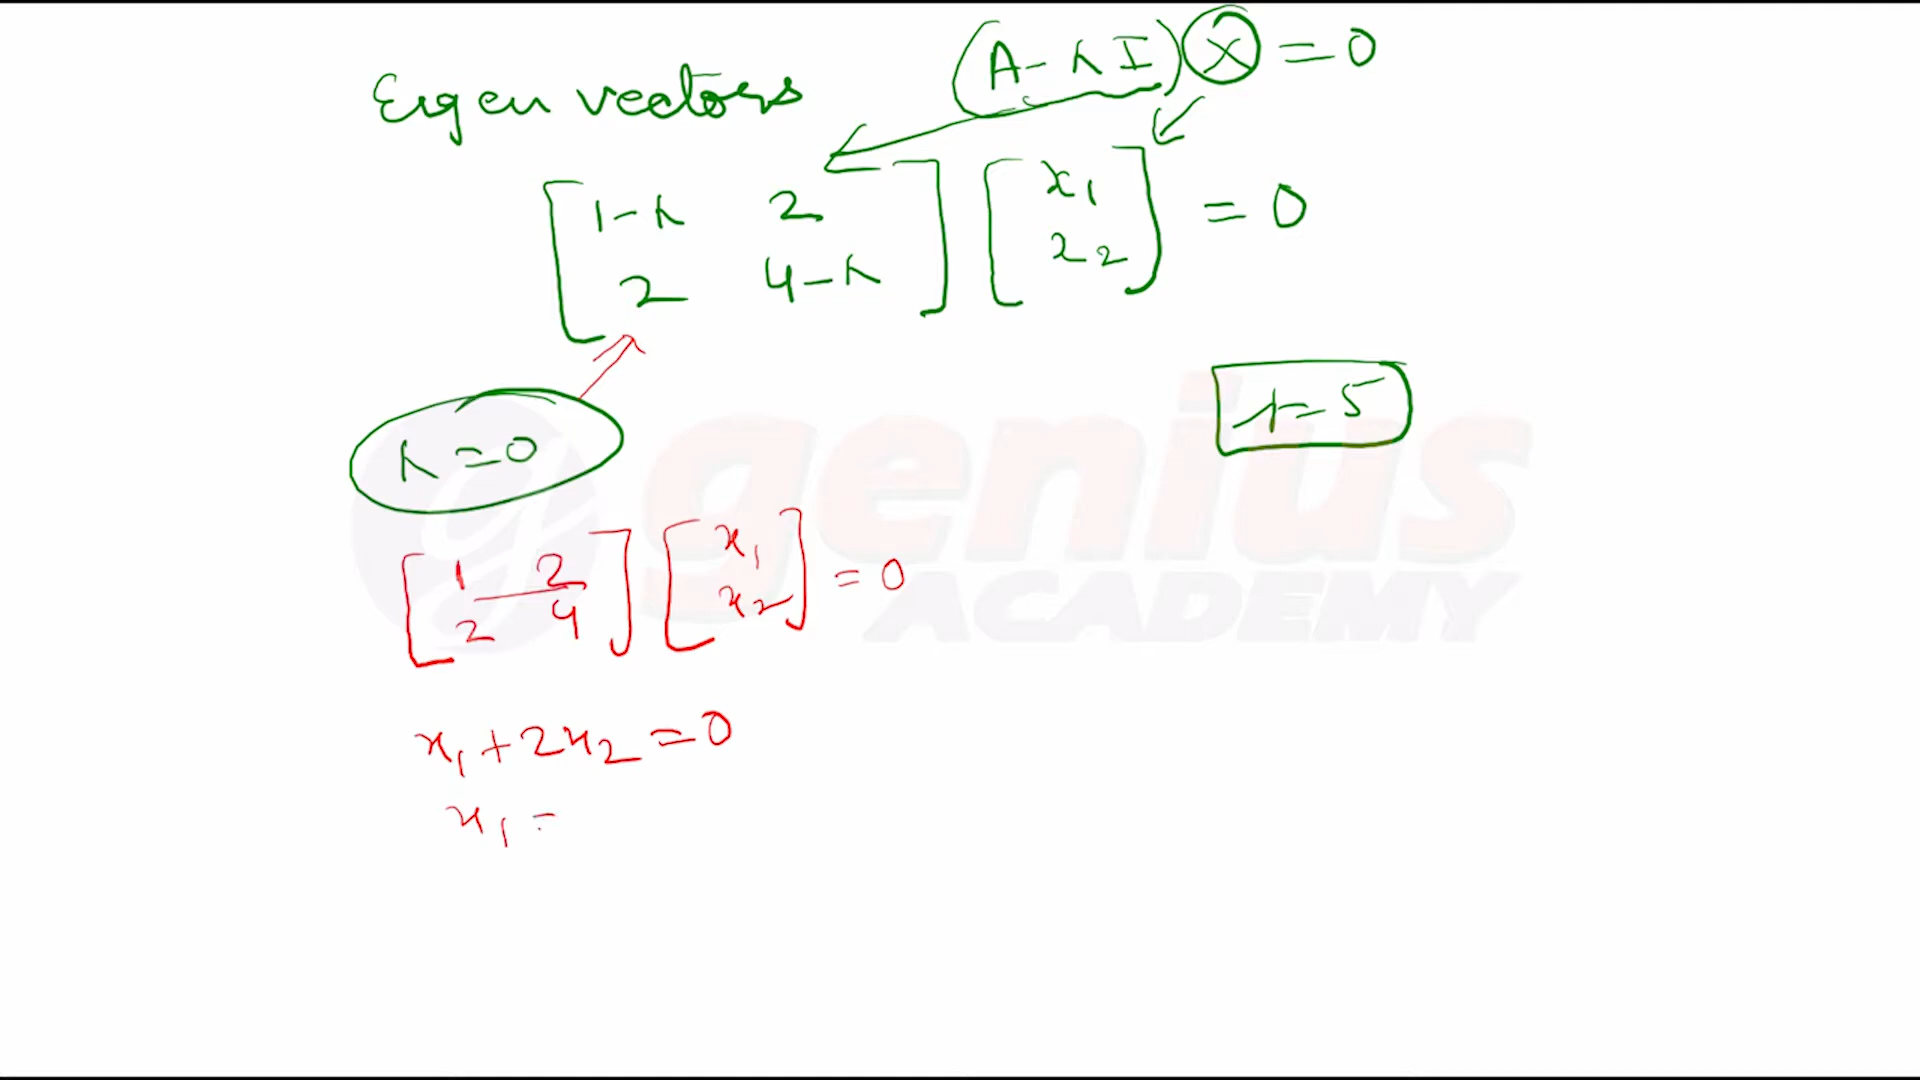 Eigen vectors (A - λI) X = 0
[1-λ 2
2 4-λ] [x1
x2] = 0
λ = 0
λ = 5
genius
ACADEMY
[1 2
2 4] [x1
x2] = 0
x1 + 2x2 = 0
x1 =